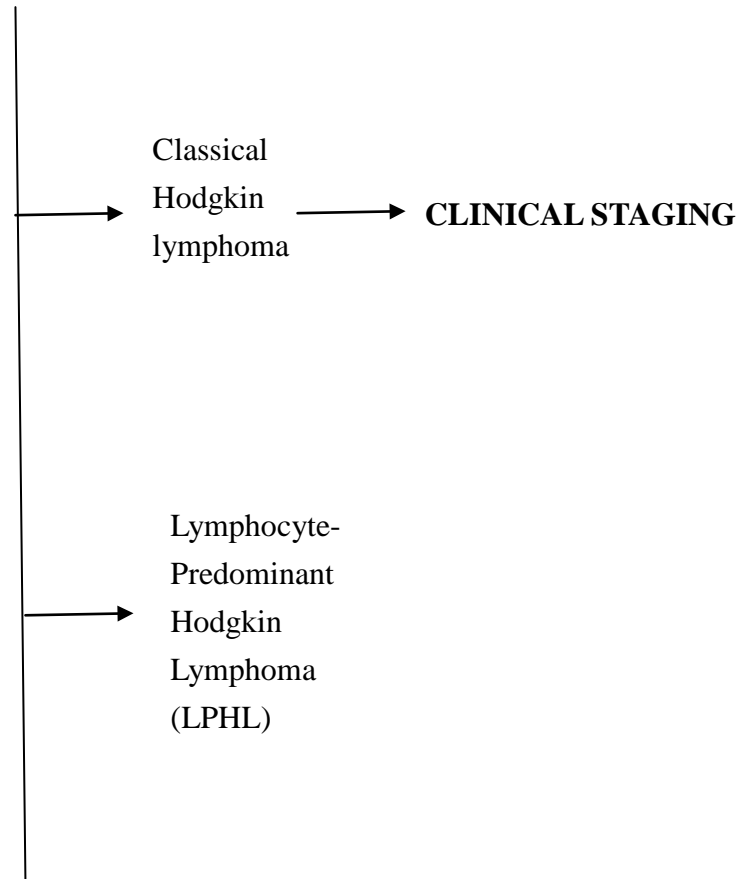 Classical
Hodgkin
lymphoma
CLINICAL STAGING
Lymphocyte-
Predominant
Hodgkin
Lymphoma
(LPHL)